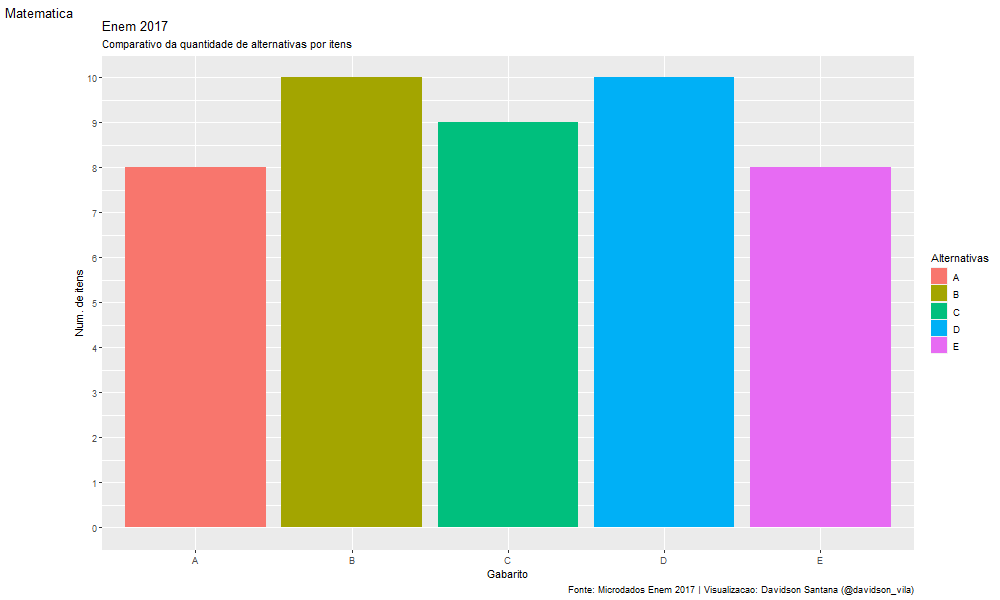 Matematica
Enem 2017
Comparativo da quantidade de alternativas por itens
10
9
8
7
6
5
4
3
2
1
0
Num. de itens
A
B
C
D
E
Gabarito
Alternativas
A
B
C
D
E
Fonte: Microdados Enem 2017 | Visualizacao: Davidson Santana (@davidson_vila)